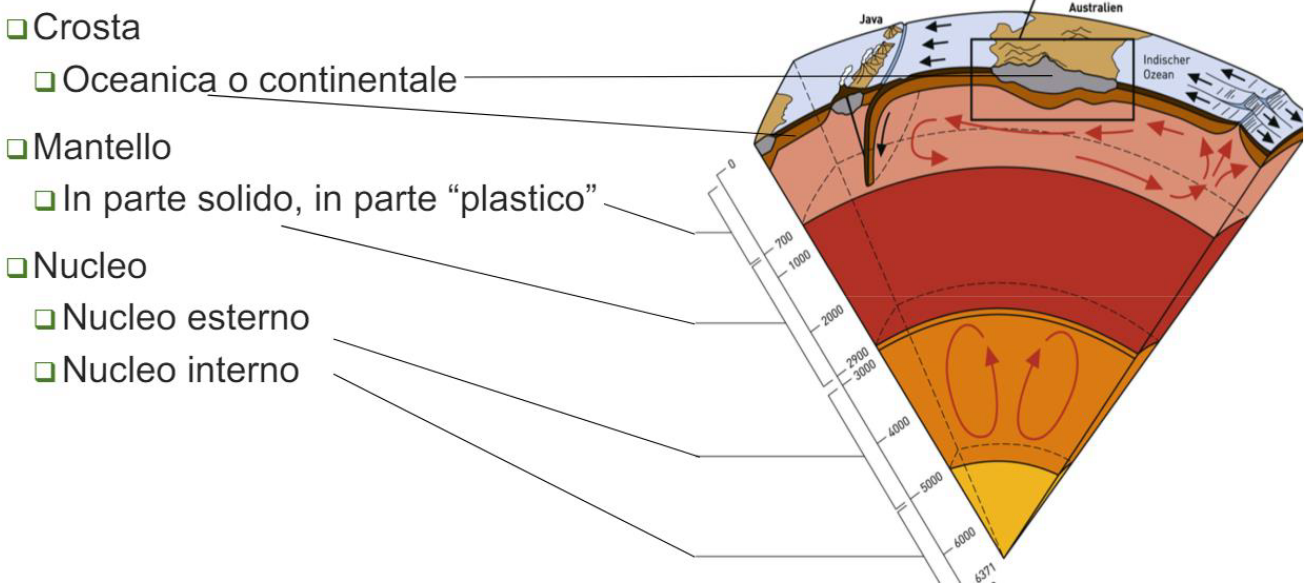 Crosta
Oceanica o continentale
Mantello
In parte solido, in parte “plastico”
Nucleo
Nucleo esterno
Nucleo interno
Java
Australien
Indischer
Ozean
0
700
1000
2000
2900
3000
4000
5000
6000
6371